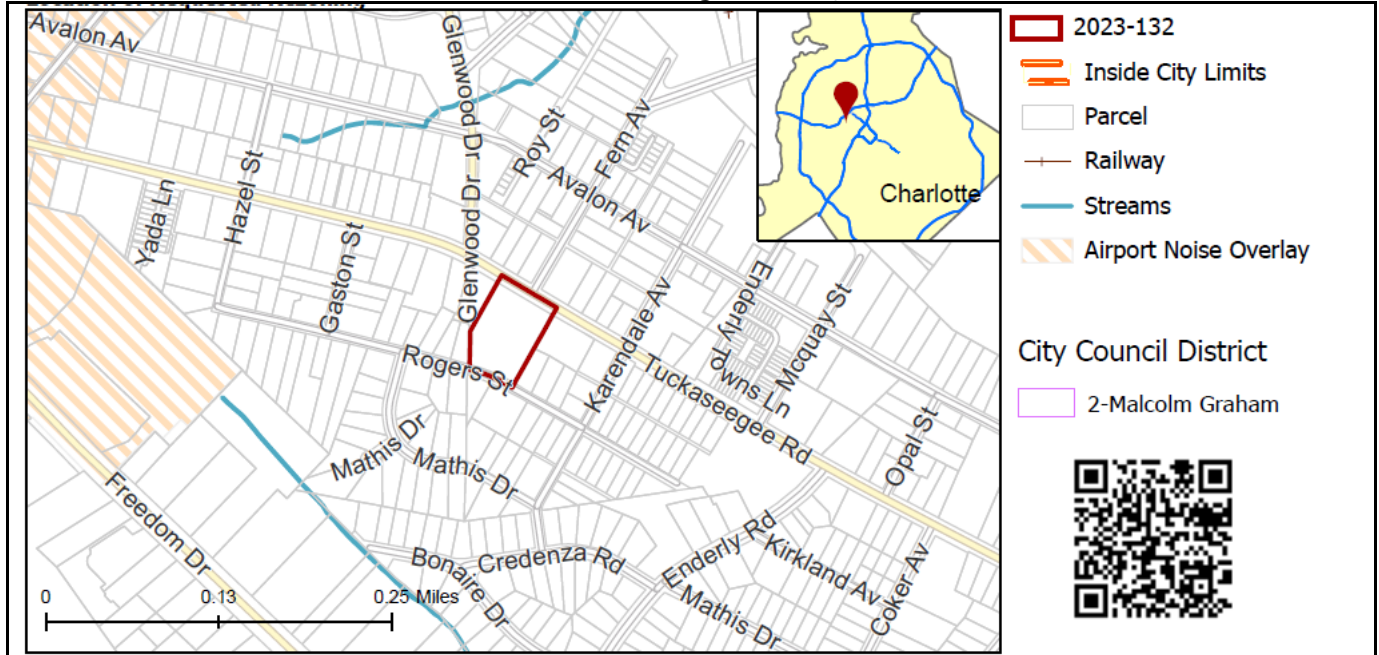 Avalon Av
Glenwood Dr
Glenwood Dr
Roy St
Fern Av
Avalon Av
Yada Ln
Hazel St
Gaston St
Rogers St
Karendale Av
Enderly Towns Ln
Mcquay St
Tuckaseegee Rd
Opal St
Mathis Dr
Mathis Dr
Freedom Dr
Bonaire Dr
Credenza Rd
Enderly Rd
Kirkland Av
Coker Av
Mathis Dr
0 0.13 0.25 Miles
Charlotte
2023-132
Inside City Limits
Parcel
Railway
Streams
Airport Noise Overlay
City Council District
2-Malcolm Graham